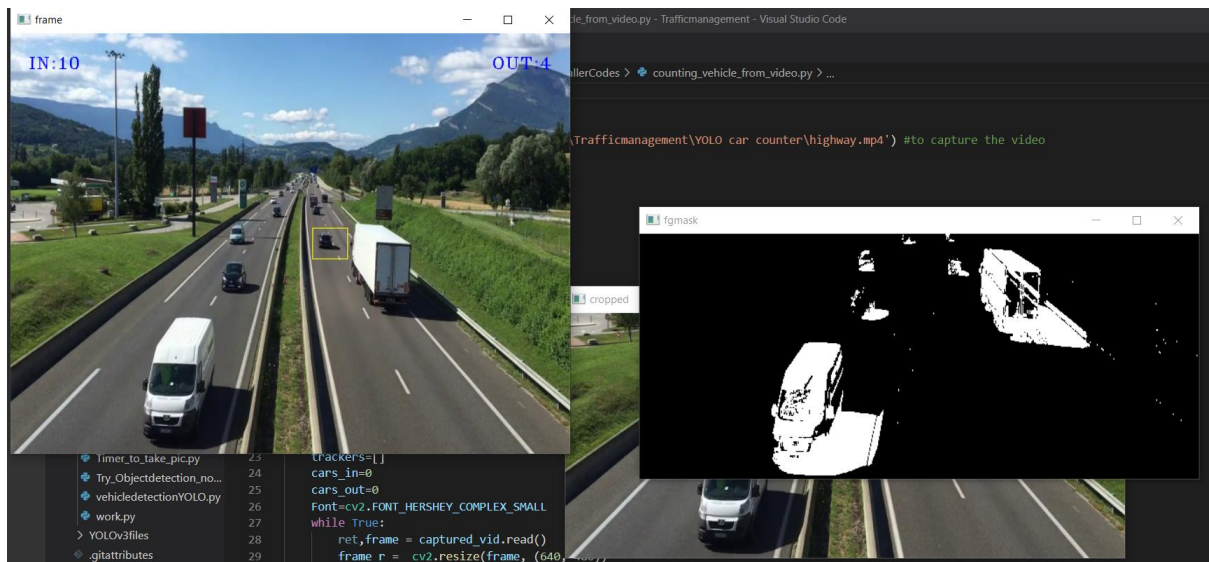 frame
IN:10
OUT:4
le_from_video.py - Trafficmanagement - Visual Studio Code
llerCodes > counting_vehicle_from_video.py > ...
\Trafficmanagement\YOLO car counter\highway.mp4') #to capture the video
fgmask
cropped
Timer_to_take_pic.py
Try_Objectdetection_no...
vehicledetectionYOLO.py
work.py
> YOLOv3files
.gitattributes
23 trackers=[]
24 cars_in=0
25 cars_out=0
26 Font=cv2.FONT_HERSHEY_COMPLEX_SMALL
27 while True:
28 ret,frame = captured_vid.read()
29 frame_r = cv2.resize(frame, (640,